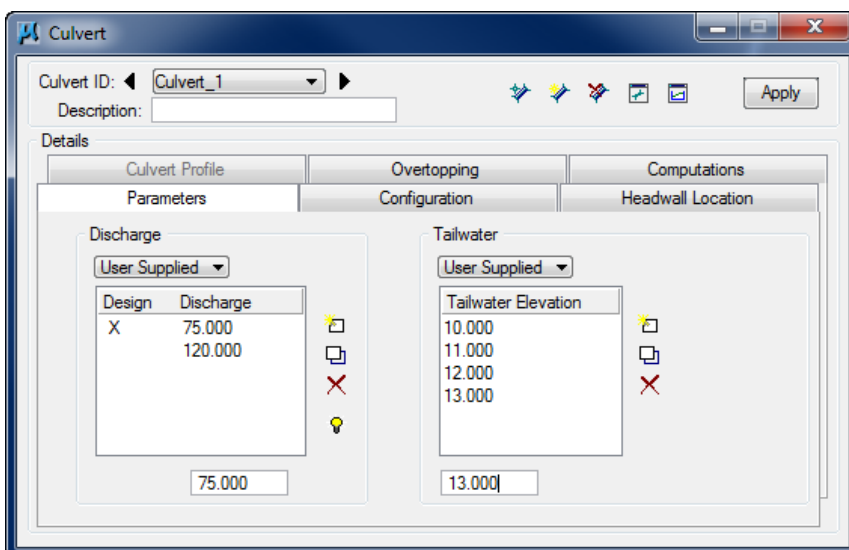 Culvert
Culvert ID: Culvert_1 Apply
Description:
Details
Culvert Profile Overtopping Computations
Parameters Configuration Headwall Location
Discharge Tailwater
User Supplied User Supplied
Design Discharge Tailwater Elevation
X 75.000 10.000
120.000 11.000
12.000
13.000
75.000 13.000